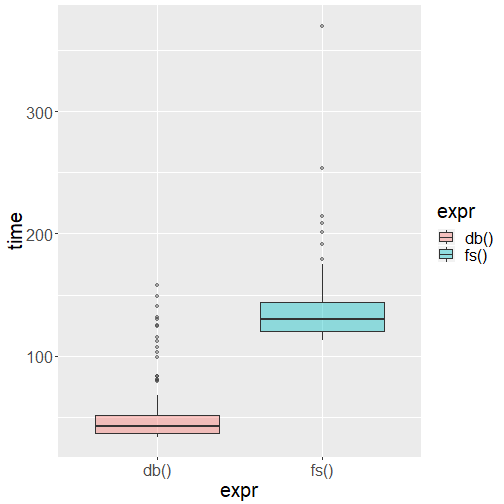 300
200
100
time
db()
fs()
expr
expr
db()
fs()